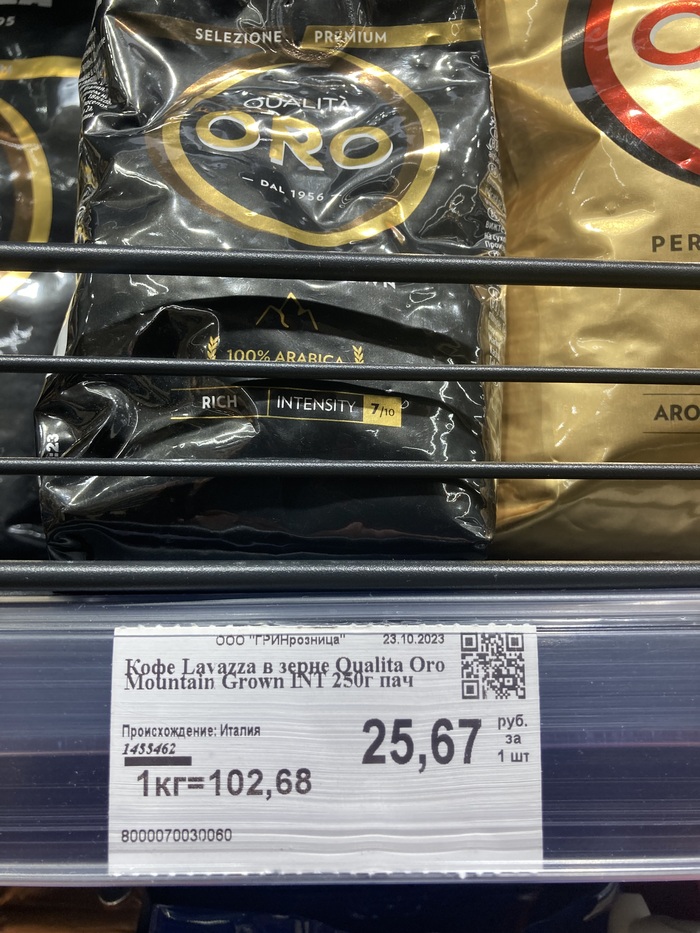 SELEZIONE PREMIUM
QUALITÀ
ORO
DAL 1956
100% ARABICA
RICH INTENSITY 7/10
PER
ARO
ООО "ГРИНрозница" 23.10.2023
Кофе Lavazza в зерне Qualita Oro
Mountain Grown INT 250г пач
Происхождение: Италия
1455462
25,67 руб. за 1 шт
1кг=102,68
8000070030060